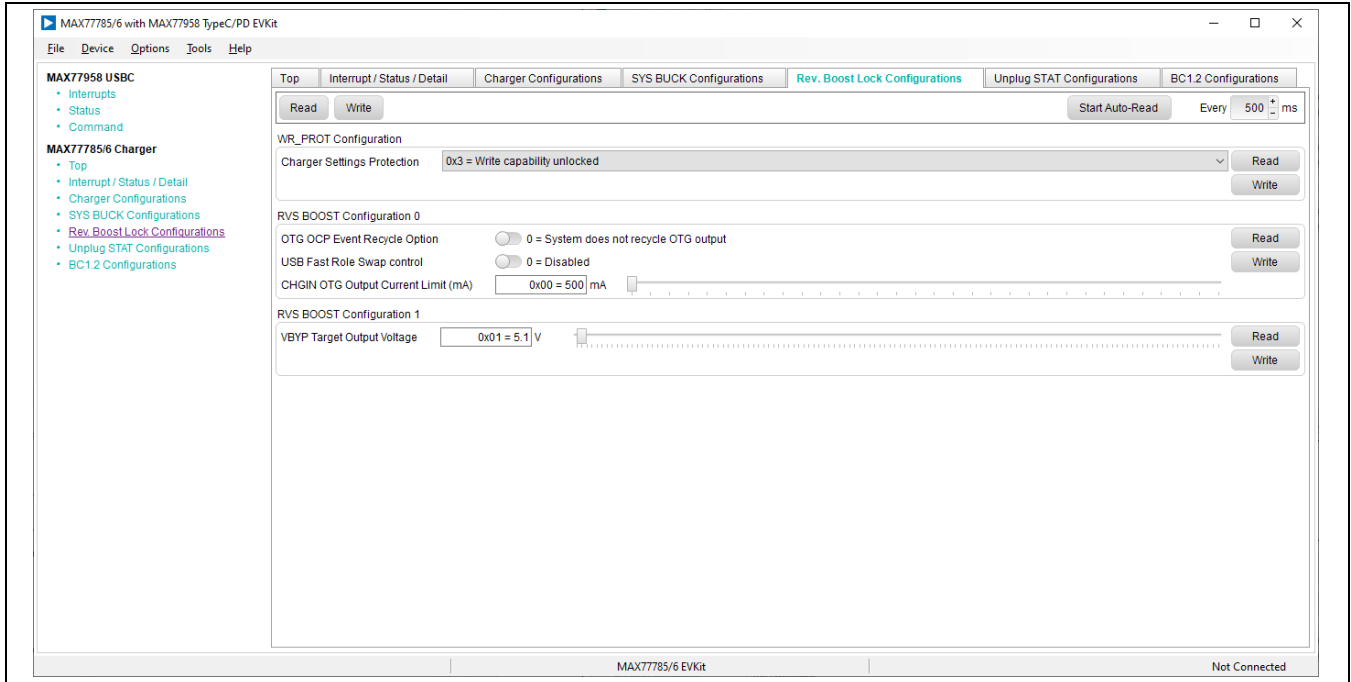 MAX77785/6 with MAX77958 TypeC/PD EVKit
File Device Options Tools Help
MAX77958 USBC
Interrupts
Status
Command
MAX77785/6 Charger
Top
Interrupt / Status / Detail
Charger Configurations
SYS BUCK Configurations
Rev. Boost Lock Configurations
Unplug STAT Configurations
BC1.2 Configurations
Top Interrupt / Status / Detail Charger Configurations SYS BUCK Configurations Rev. Boost Lock Configurations Unplug STAT Configurations BC1.2 Configurations
Read Write Start Auto-Read Every 500 + - ms
WR_PROT Configuration
Charger Settings Protection 0x3 = Write capability unlocked Read
Write
RVS BOOST Configuration 0
OTG OCP Event Recycle Option 0 = System does not recycle OTG output Read
USB Fast Role Swap control 0 = Disabled Write
CHGIN OTG Output Current Limit (mA) 0x00 = 500 mA
RVS BOOST Configuration 1
VBYP Target Output Voltage 0x01 = 5.1 V Read
Write
MAX77785/6 EVKit Not Connected